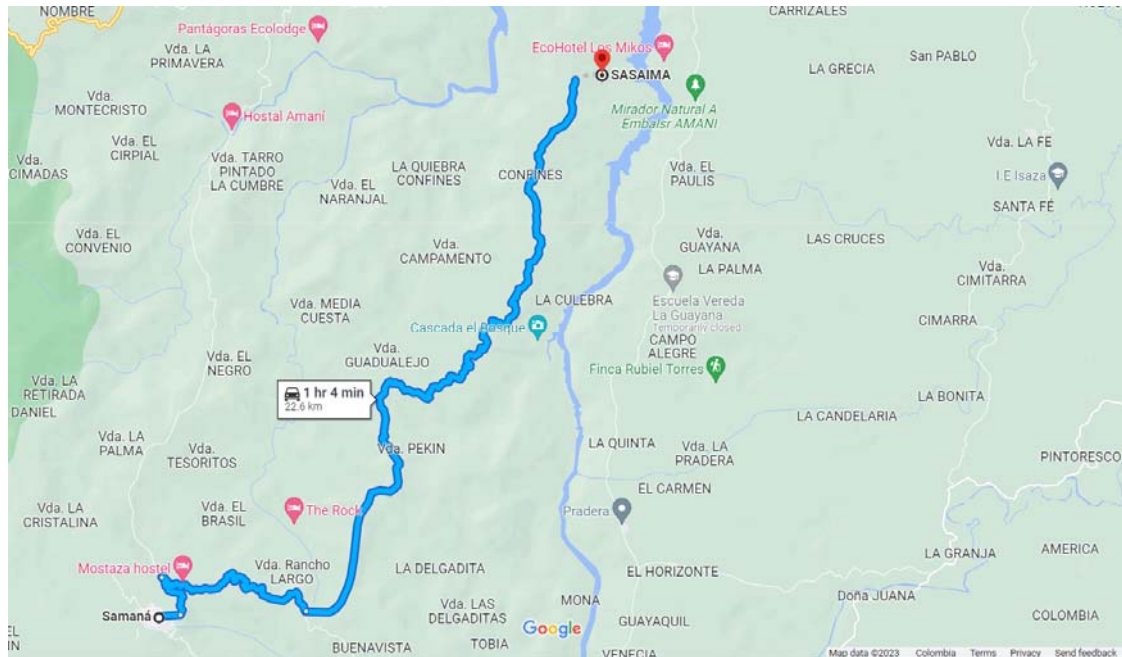 NOMBRE
Pantágoras Ecolodge
Vda. LA
PRIMAVERA
EcoHotel Los Mikos
SASAIMA
CARRIZALES
LA GRECIA
San PABLO
Vda.
MONTECRISTO
Hostal Amaní
Mirador Natural A
Embalsr AMANI
Vda. EL
CIRPIAL
Vda.
CIMADAS
Vda. TARRO
PINTADO
LA CUMBRE
LA QUIEBRA
CONFINES
CONFINES
Vda. EL
NARANJAL
Vda. EL
PAULIS
Vda. LA FE
I.E Isaza
SANTA FÉ
Vda. EL
CONVENIO
Vda.
CAMPAMENTO
Vda.
GUAYANA
LAS CRUCES
LA PALMA
Vda.
CIMITARRA
Vda. MEDIA
CUESTA
LA CULEBRA
Escuela Vereda
La Guayana
Temporarily closed
CIMARRA
Cascada el Bosque
CAMPO
ALEGRE
Vda.
GUADUALEJO
Vda. EL
NEGRO
Finca Rubiel Torres
Vda. LA
RETIRADA
DANIEL
1 hr 4 min
22.6 km
LA BONITA
LA CANDELARIA
Vda. LA
PALMA
Vda.
TESORITOS
Vda. PEKIN
LA QUINTA
Vda. LA
PRADERA
PINTORESCO
EL CARMEN
Vda. LA
CRISTALINA
Vda. EL
BRASIL
The Rock
Pradera
Mostaza hostel
Vda. Rancho
LARGO
LA DELGADITA
EL HORIZONTE
LA GRANJA
AMERICA
Samaná
Vda. LAS
DELGADITAS
MONA
Doña JUANA
COLOMBIA
Google
GUAYAQUIL
BUENAVISTA
TOBIA
VENECIA
Map data ©2023 Colombia Terms Privacy Send feedback